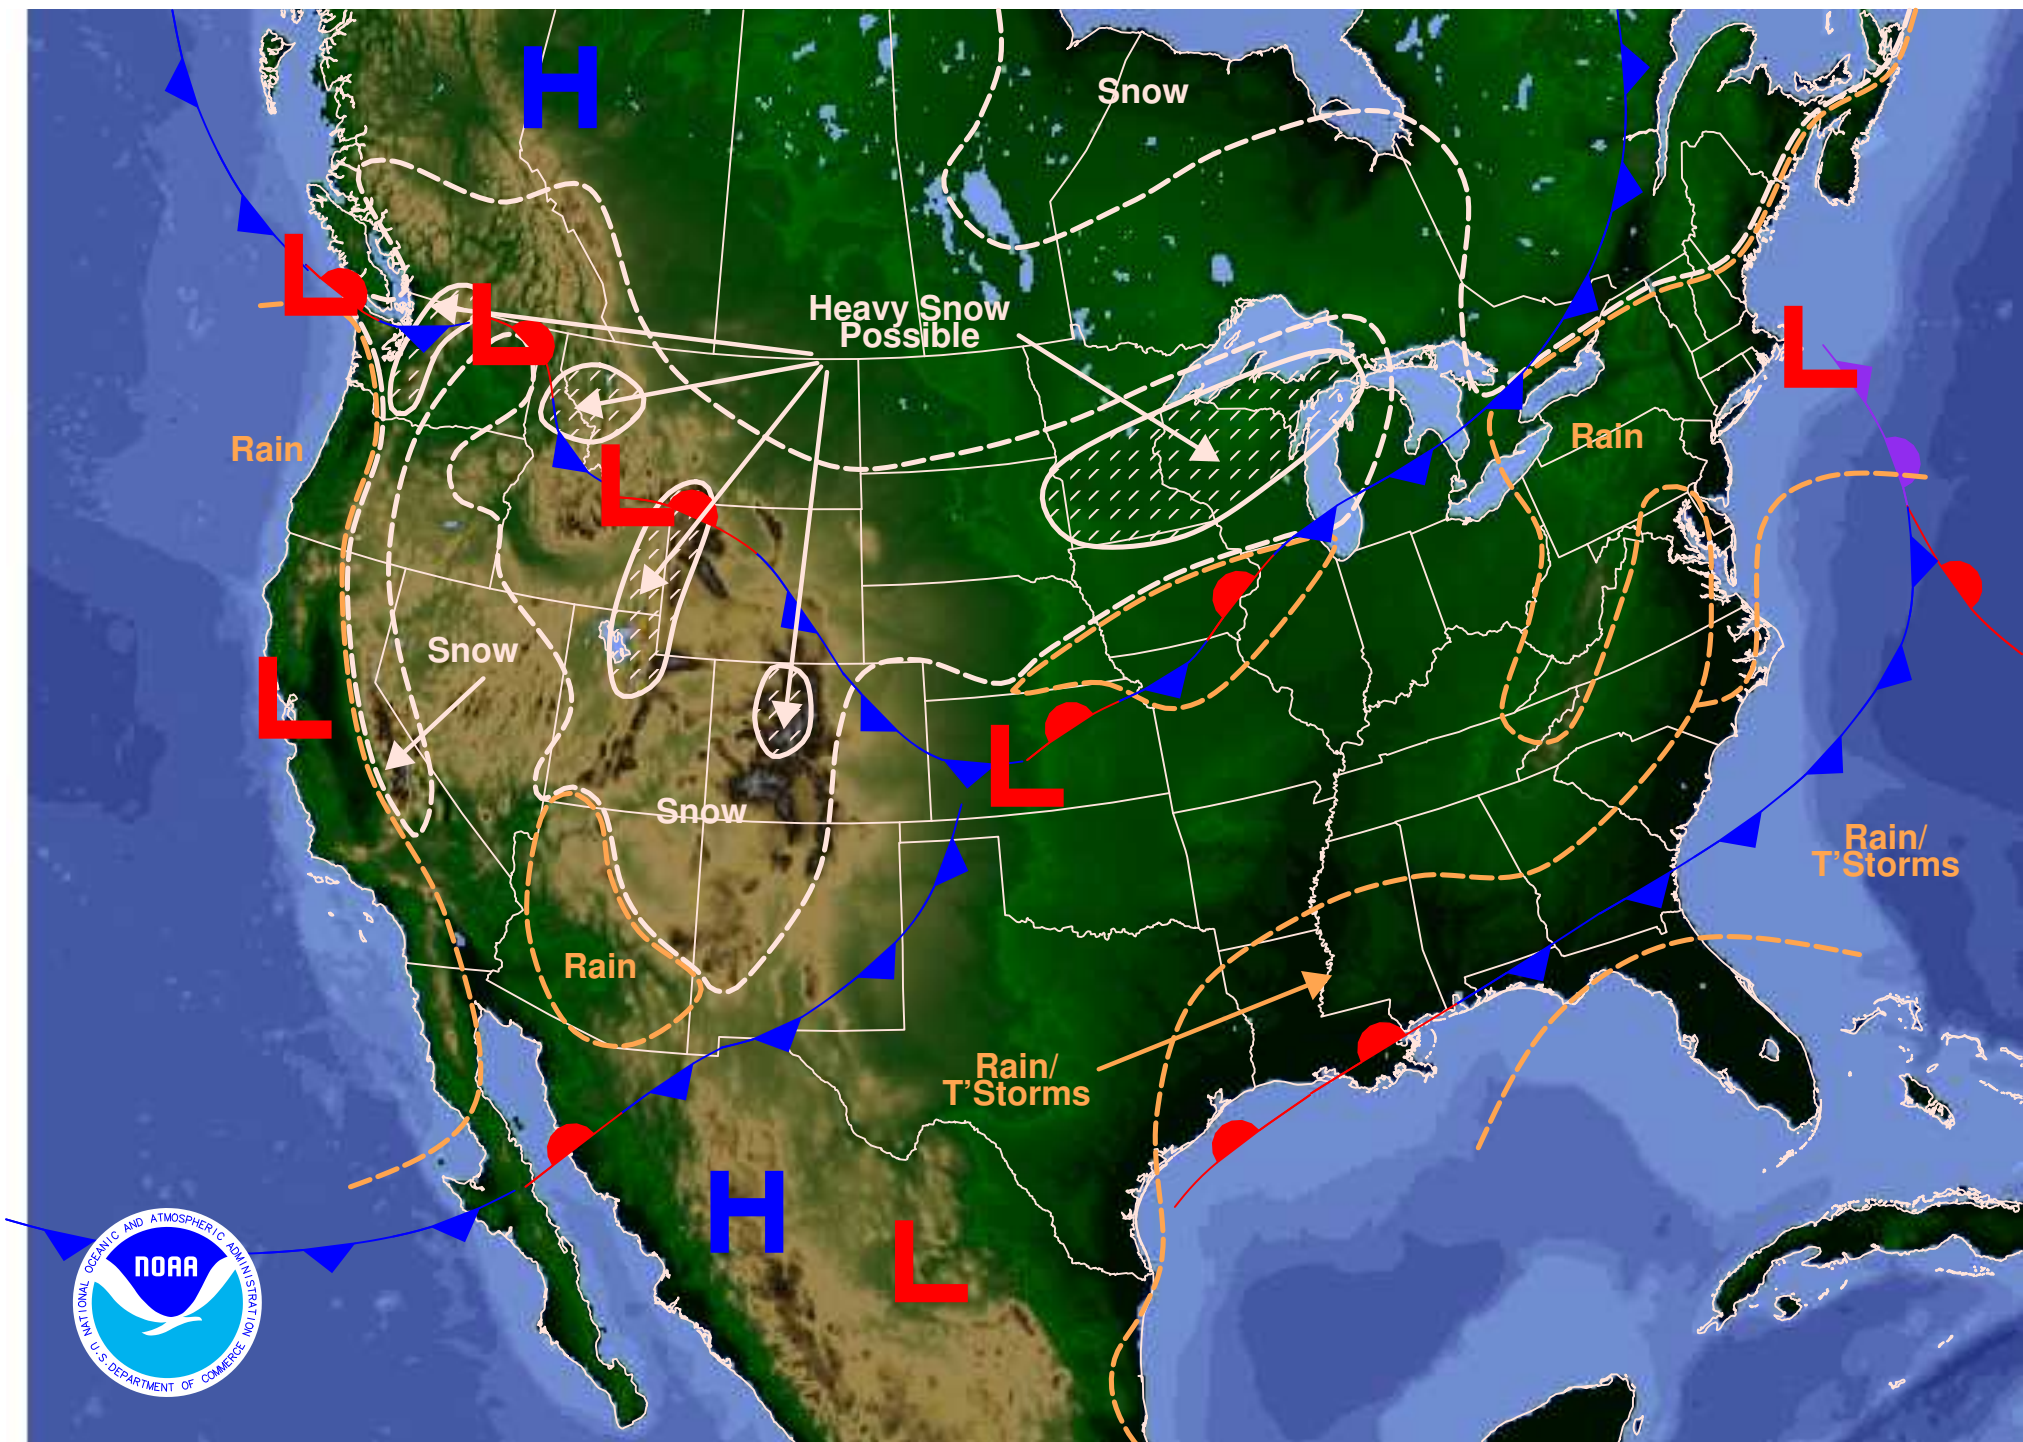 H
Snow
L
L
Heavy Snow
Possible
L
Rain
Rain
L
Snow
L
L
Snow
Rain/
T'Storms
Rain
Rain/
T'Storms
H
L
NATIONAL OCEANIC AND ATMOSPHERIC ADMINISTRATION
NOAA
U.S. DEPARTMENT OF COMMERCE